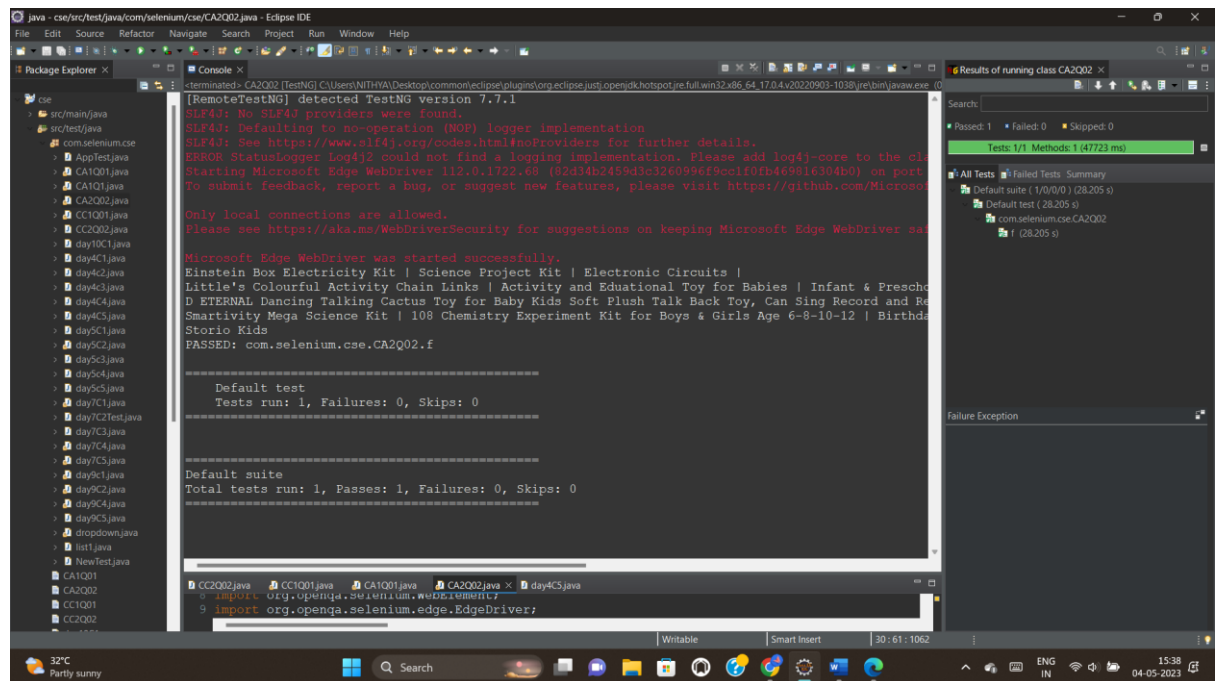 java - cse/src/test/java/com/selenium/cse/CA2Q02.java - Eclipse IDE
File Edit Source Refactor Navigate Search Project Run Window Help
Package Explorer
cse
src/main/java
src/test/java
com.selenium.cse
AppTest.java
CA1Q01.java
CA1Q1.java
CA2Q02.java
CC1Q01.java
CC2Q02.java
day10C1.java
day4C1.java
day4c2.java
day4c3.java
day4C4.java
day4C5.java
day5C1.java
day5C2.java
day5c3.java
day5c4.java
day5c5.java
day7C1.java
day7C2Test.java
day7C3.java
day7C4.java
day7C5.java
day9c1.java
day9C2.java
day9C4.java
day9C5.java
dropdown.java
list1.java
NewTest.java
CA1Q01
CA2Q02
CC1Q01
CC2Q02
Console
<terminated> CA2Q02 [TestNG] C:\Users\NITHYA\Desktop\common\eclipse\plugins\org.eclipse.justj.openjdk.hotspot.jre.full.win32.x86_64_17.0.4.v20220903-1038\jre\bin\javaw.exe (0
[RemoteTestNG] detected TestNG version 7.7.1
SLF4J: No SLF4J providers were found.
SLF4J: Defaulting to no-operation (NOP) logger implementation
SLF4J: See https://www.slf4j.org/codes.html#noProviders for further details.
ERROR StatusLogger Log4j2 could not find a logging implementation. Please add log4j-core to the cla
Starting Microsoft Edge WebDriver 112.0.1722.68 (82d34b2459d3c3260996f9cc1f0fb469816304b0) on port
To submit feedback, report a bug, or suggest new features, please visit https://github.com/Microsof
Only local connections are allowed.
Please see https://aka.ms/WebDriverSecurity for suggestions on keeping Microsoft Edge WebDriver saf
Microsoft Edge WebDriver was started successfully.
Einstein Box Electricity Kit | Science Project Kit | Electronic Circuits |
Little's Colourful Activity Chain Links | Activity and Eduational Toy for Babies | Infant & Prescho
D ETERNAL Dancing Talking Cactus Toy for Baby Kids Soft Plush Talk Back Toy, Can Sing Record and Re
Smartivity Mega Science Kit | 108 Chemistry Experiment Kit for Boys & Girls Age 6-8-10-12 | Birthda
Storio Kids
PASSED: com.selenium.cse.CA2Q02.f
===============================================
Default test
Tests run: 1, Failures: 0, Skips: 0
===============================================
===============================================
Default suite
Total tests run: 1, Passes: 1, Failures: 0, Skips: 0
===============================================
CC2Q02.java CC1Q01.java CA1Q01.java CA2Q02.java day4C5.java
8 import org.openqa.selenium.WebElement;
9 import org.openqa.selenium.edge.EdgeDriver;
Results of running class CA2Q02
Search:
Passed: 1 Failed: 0 Skipped: 0
Tests: 1/1 Methods: 1 (47723 ms)
All Tests Failed Tests Summary
Default suite ( 1/0/0/0 ) (28.205 s)
Default test ( 28.205 s)
com.selenium.cse.CA2Q02
f (28.205 s)
Failure Exception
Writable Smart Insert 30 : 61 : 1062
32°C
Partly sunny
Search
ENG
IN
15:38
04-05-2023